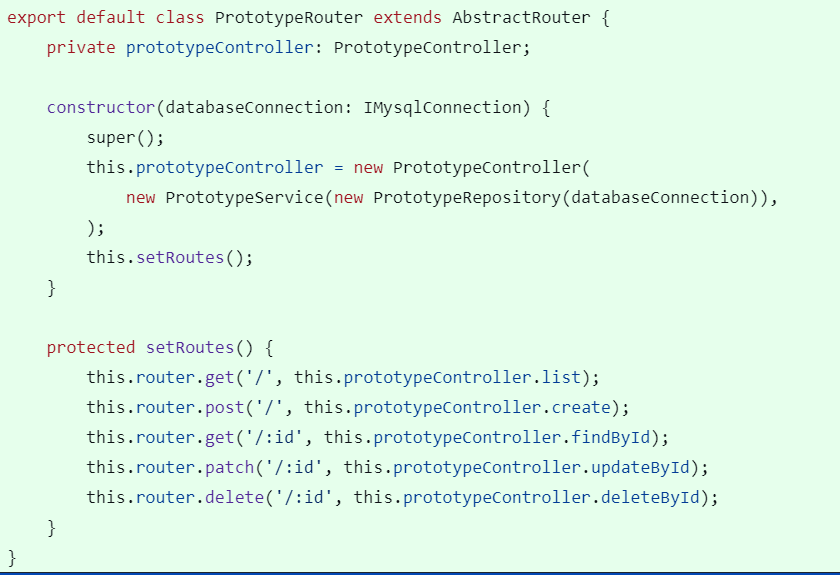 export default class PrototypeRouter extends AbstractRouter {
    private prototypeController: PrototypeController;

    constructor(databaseConnection: IMysqlConnection) {
        super();
        this.prototypeController = new PrototypeController(
            new PrototypeService(new PrototypeRepository(databaseConnection)),
        );
        this.setRoutes();
    }

    protected setRoutes() {
        this.router.get('/', this.prototypeController.list);
        this.router.post('/', this.prototypeController.create);
        this.router.get('/:id', this.prototypeController.findById);
        this.router.patch('/:id', this.prototypeController.updateById);
        this.router.delete('/:id', this.prototypeController.deleteById);
    }
}